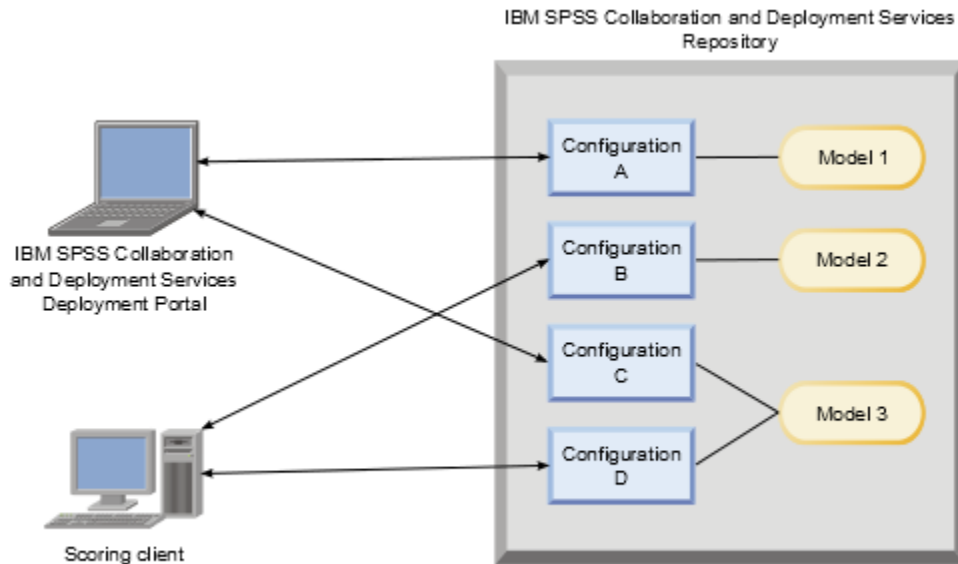 IBM SPSS Collaboration and Deployment Services
Repository
Configuration
A
Model 1
IBM SPSS Collaboration
and Deployment Services
Deployment Portal
Configuration
B
Model 2
Configuration
C
Model 3
Configuration
D
Scoring client